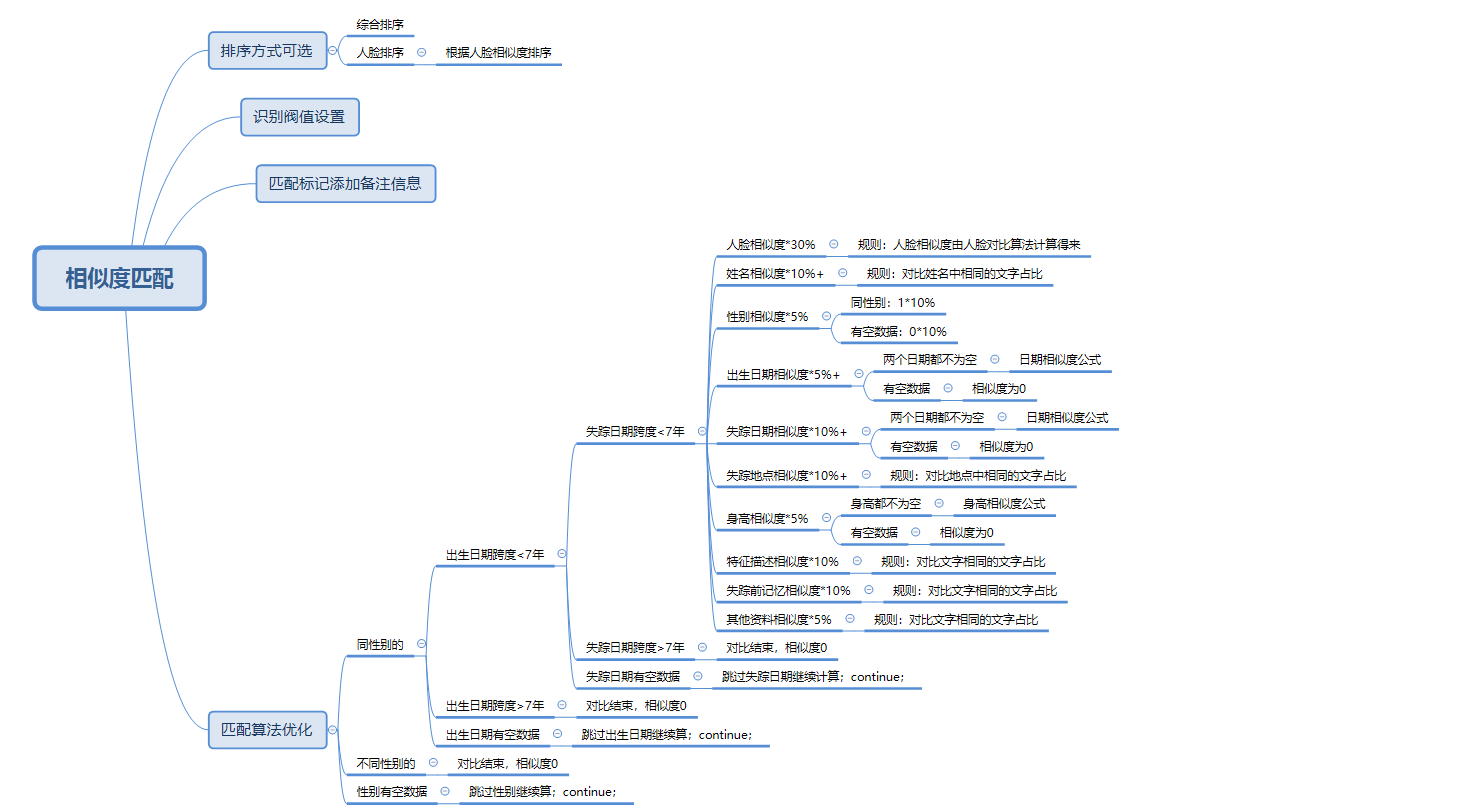 相似度匹配
排序方式可选
综合排序
人脸排序
根据人脸相似度排序
识别阀值设置
匹配标记添加备注信息
匹配算法优化
同性别的
出生日期跨度<7年
失踪日期跨度<7年
人脸相似度*30%
规则：人脸相似度由人脸对比算法计算得来
姓名相似度*10%+
规则：对比姓名中相同的文字占比
性别相似度*5%
同性别：1*10%
有空数据：0*10%
出生日期相似度*5%+
两个日期都不为空
日期相似度公式
有空数据
相似度为0
失踪日期相似度*10%+
两个日期都不为空
日期相似度公式
有空数据
相似度为0
失踪地点相似度*10%+
规则：对比地点中相同的文字占比
身高相似度*5%
身高都不为空
身高相似度公式
有空数据
相似度为0
特征描述相似度*10%
规则：对比文字相同的文字占比
失踪前记忆相似度*10%
规则：对比文字相同的文字占比
其他资料相似度*5%
规则：对比文字相同的文字占比
失踪日期跨度>7年
对比结束，相似度0
失踪日期有空数据
跳过失踪日期继续计算；continue;
出生日期跨度>7年
对比结束，相似度0
出生日期有空数据
跳过出生日期继续算；continue;
不同性别的
对比结束，相似度0
性别有空数据
跳过性别继续算；continue;